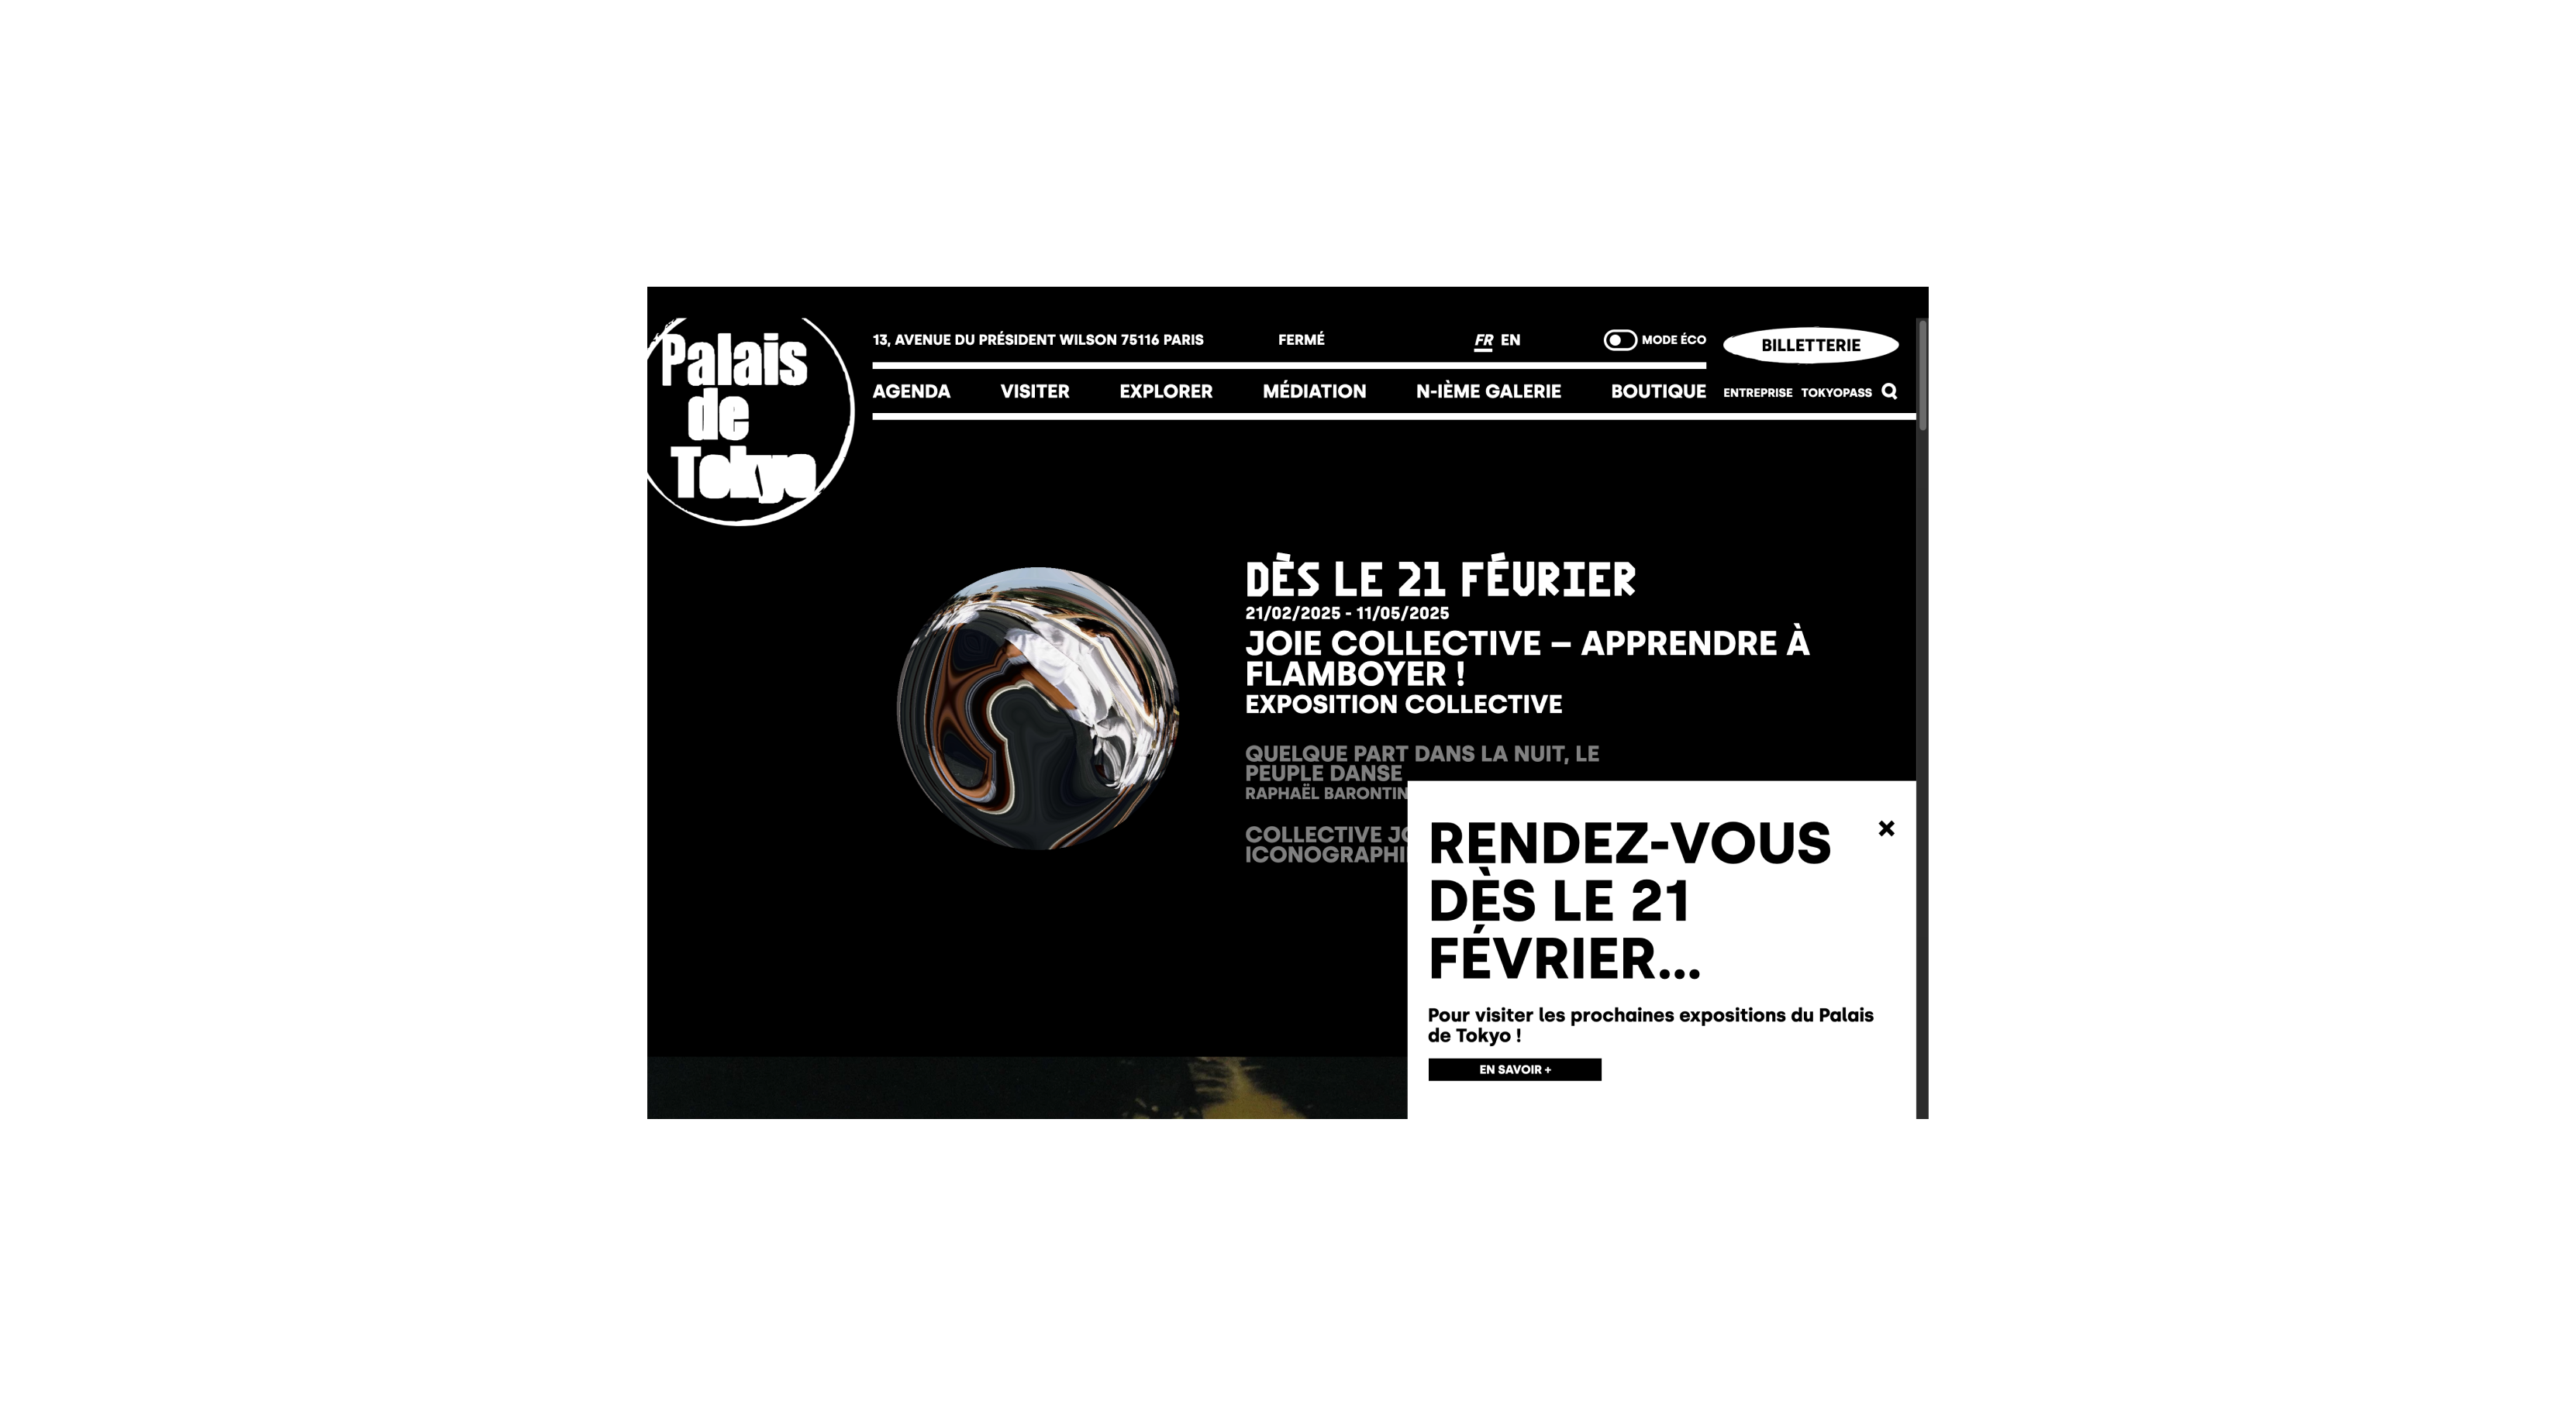 Palais
de
Tokyo
13, AVENUE DU PRÉSIDENT WILSON 75116 PARIS
FERMÉ
FR EN
MODE ÉCO
BILLETTERIE
AGENDA VISITER EXPLORER MÉDIATION N-IÈME GALERIE BOUTIQUE
ENTREPRISE TOKYOPASS
DÈS LE 21 FÉVRIER
21/02/2025 - 11/05/2025
JOIE COLLECTIVE – APPRENDRE À
FLAMBOYER !
EXPOSITION COLLECTIVE
QUELQUE PART DANS LA NUIT, LE
PEUPLE DANSE
RAPHAËL BARONTIN
COLLECTIVE
RENDEZ-VOUS
DÈS LE 21
FÉVRIER...
Pour visiter les prochaines expositions du Palais
de Tokyo !
EN SAVOIR +